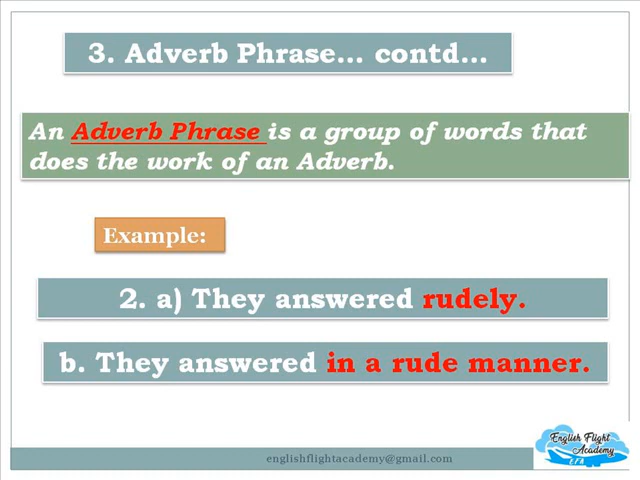 3. Adverb Phrase... contd...
An Adverb Phrase is a group of words that
does the work of an Adverb.
Example:
2. a) They answered rudely.
b. They answered in a rude manner.
englishflightacademy@gmail.com
English Flight
Academy
E.F.A